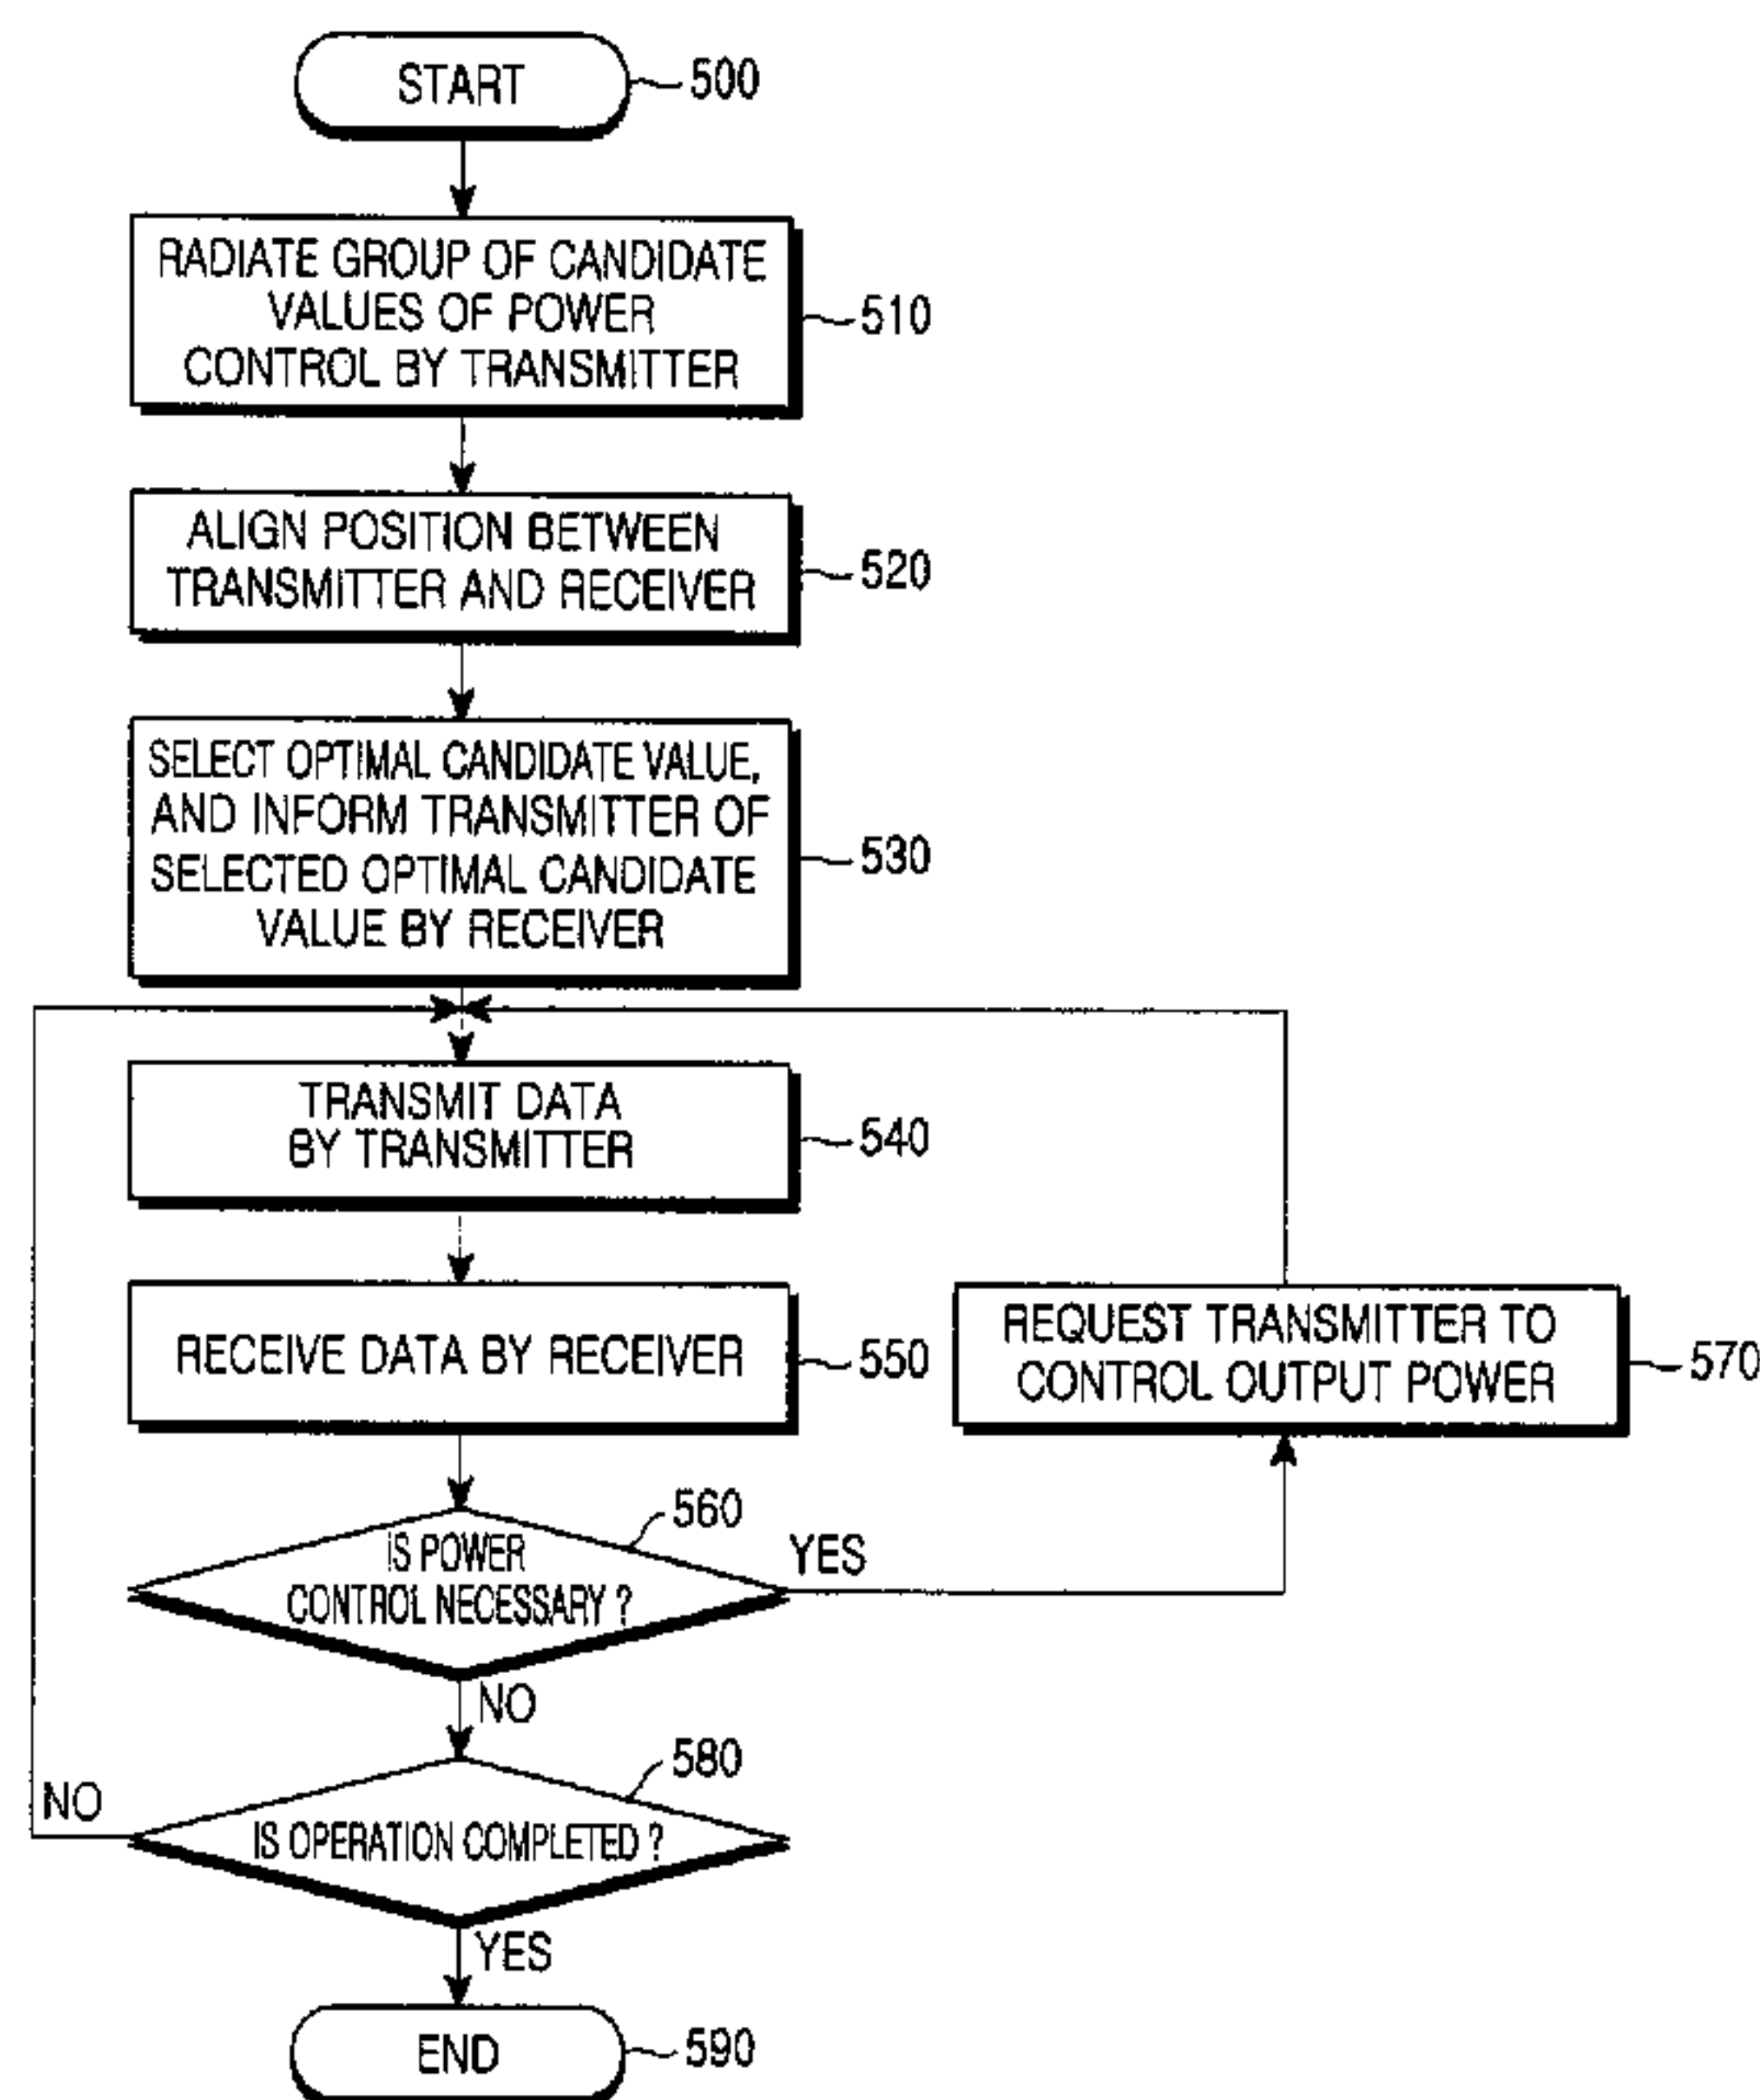 START
500
RADIATE GROUP OF CANDIDATE
VALUES OF POWER
CONTROL BY TRANSMITTER
510
ALIGN POSITION BETWEEN
TRANSMITTER AND RECEIVER
520
SELECT OPTIMAL CANDIDATE VALUE,
AND INFORM TRANSMITTER OF
SELECTED OPTIMAL CANDIDATE
VALUE BY RECEIVER
530
TRANSMIT DATA
BY TRANSMITTER
540
RECEIVE DATA BY RECEIVER
550
REQUEST TRANSMITTER TO
CONTROL OUTPUT POWER
570
560
IS POWER
CONTROL NECESSARY ?
YES
NO
580
NO
IS OPERATION COMPLETED ?
YES
END
590